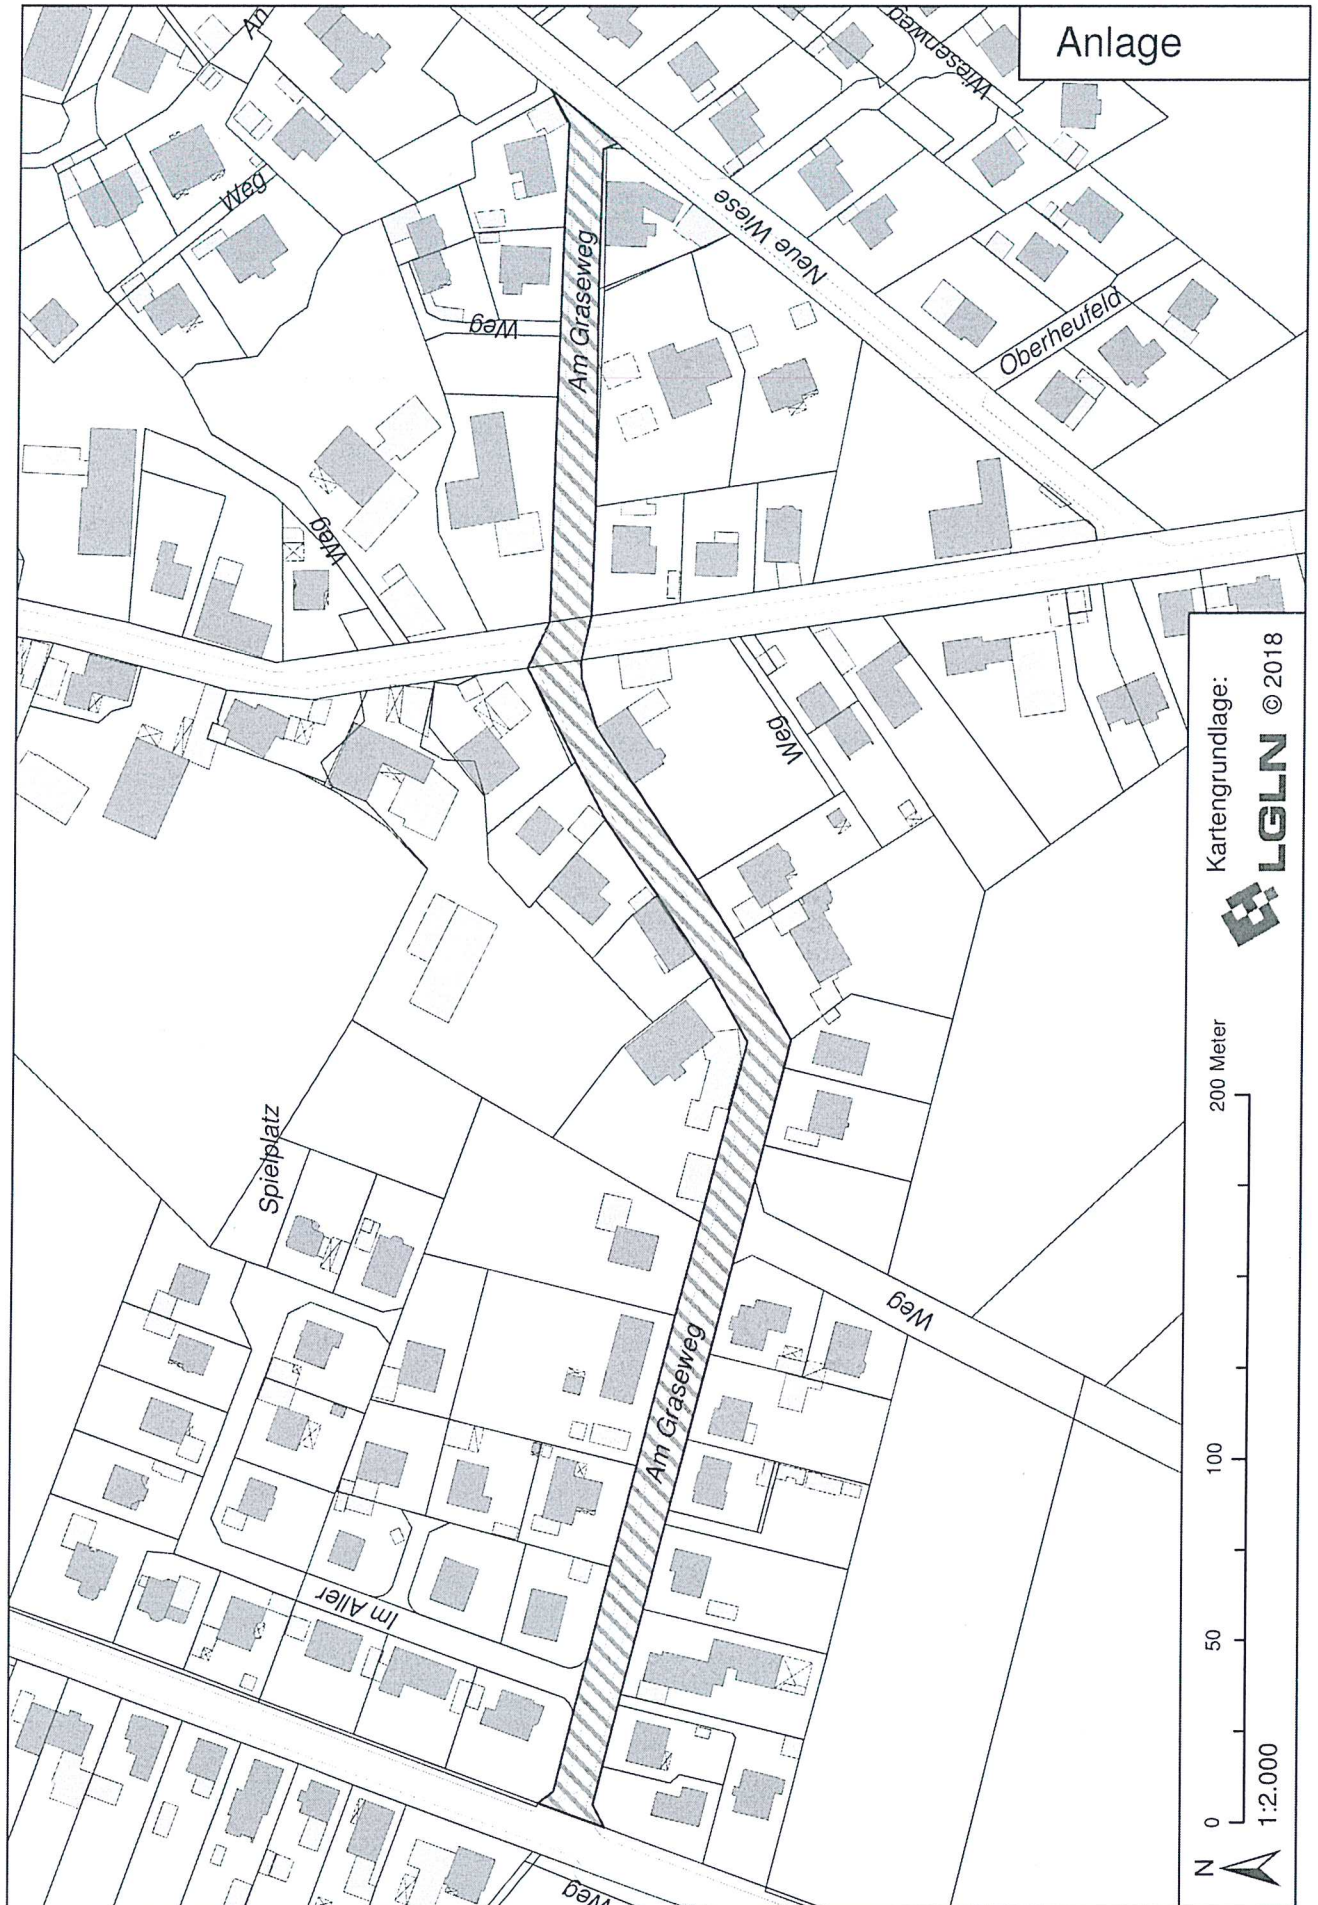 Anlage
An
Wiesenweg
Weg
Neue Wiese
Am Graseweg
Weg
Oberheufeld
Weg
Weg
Spielplatz
Weg
Am Graseweg
Im Aller
Weg
Kartengrundlage:
LGLN © 2018
0 50 100 200 Meter
1:2.000
N